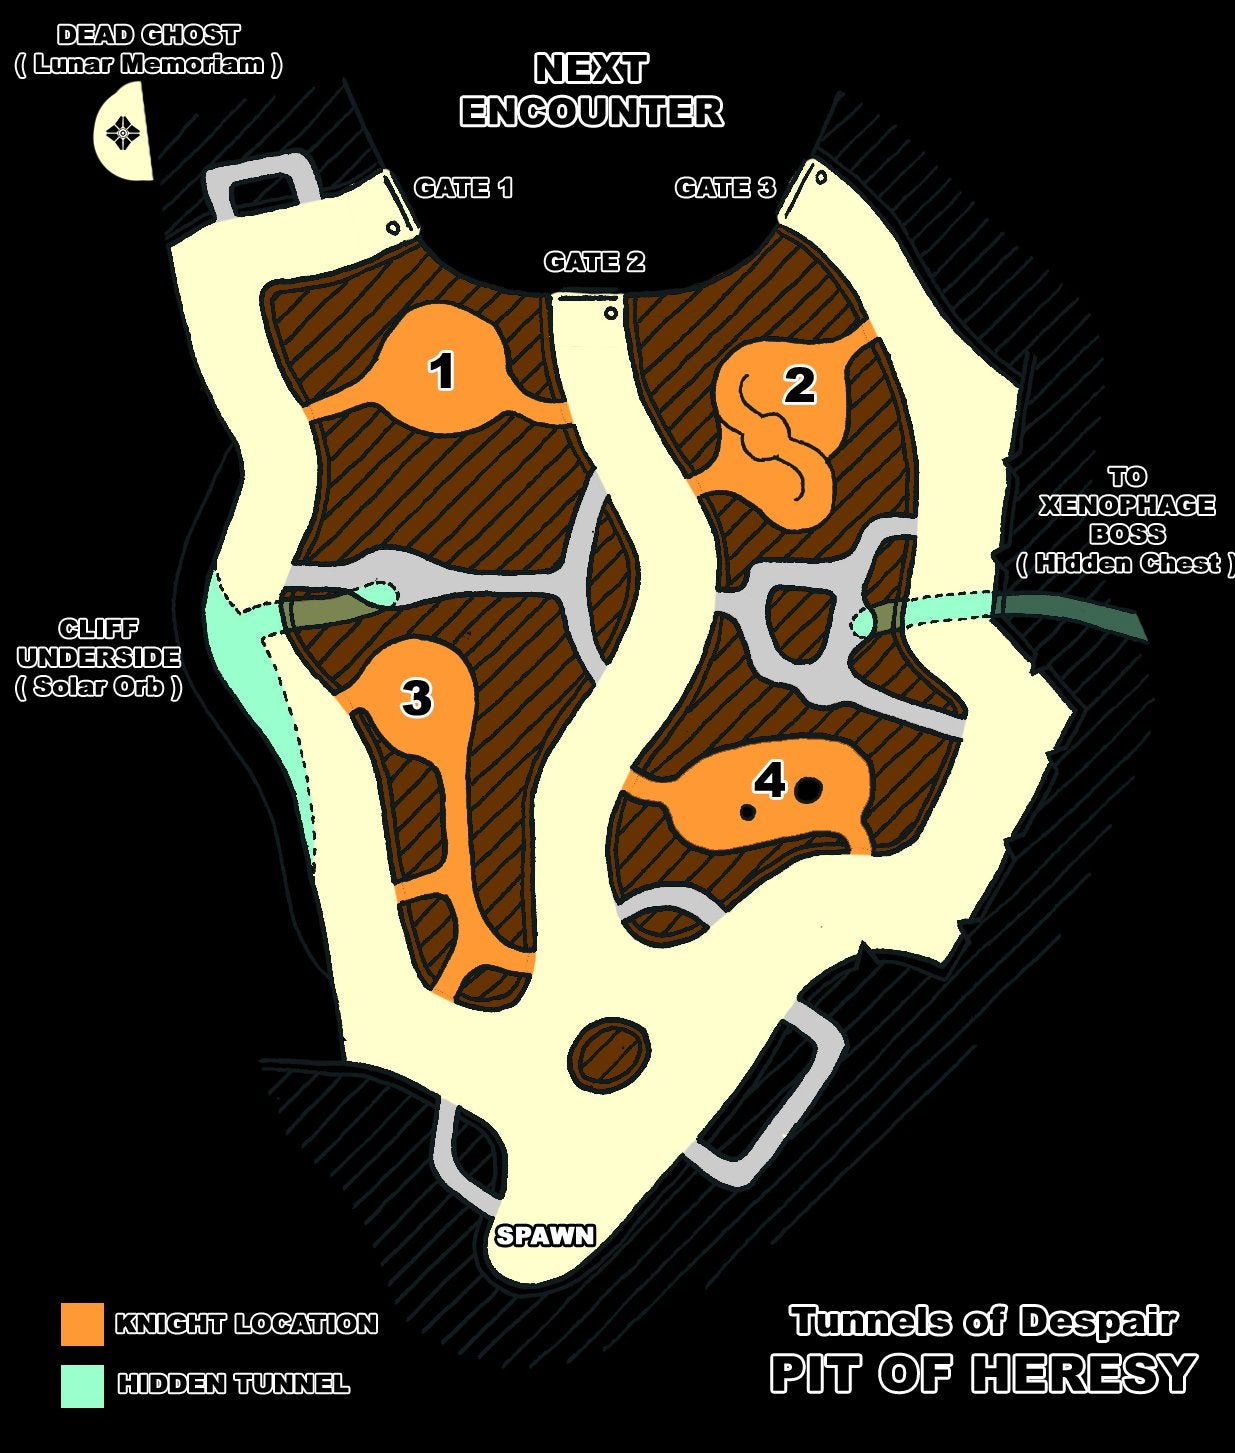 DEAD GHOST
( Lunar Memoriam )
NEXT
ENCOUNTER
GATE 1
GATE 3
GATE 2
1
2
TO
XENOPHAGE
BOSS
( Hidden Chest )
CLIFF
UNDERSIDE
( Solar Orb )
3
4
SPAWN
KNIGHT LOCATION
HIDDEN TUNNEL
Tunnels of Despair
PIT OF HERESY